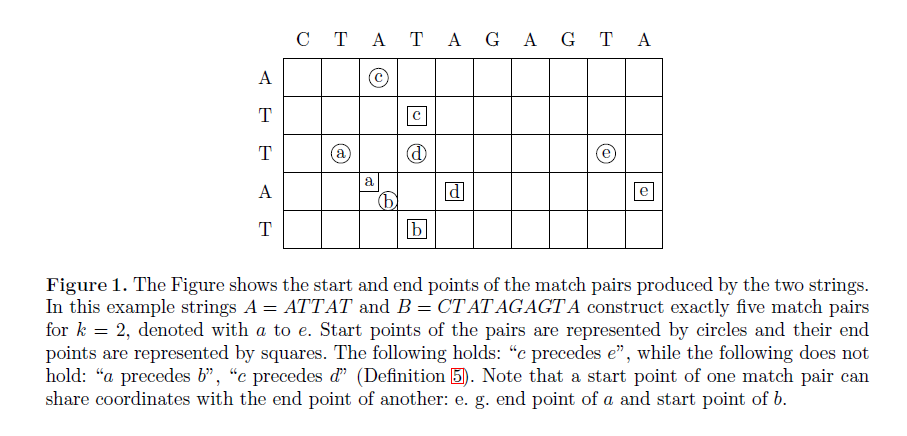 C T A T A G A G T A
A c
T c
T a d e
A a b d e
T b
Figure 1. The Figure shows the start and end points of the match pairs produced by the two strings.
In this example strings A = ATTAT and B = CTATAGAGTA construct exactly five match pairs
for k = 2, denoted with a to e. Start points of the pairs are represented by circles and their end
points are represented by squares. The following holds: “c precedes e”, while the following does not
hold: “a precedes b”, “c precedes d” (Definition 5). Note that a start point of one match pair can
share coordinates with the end point of another: e. g. end point of a and start point of b.